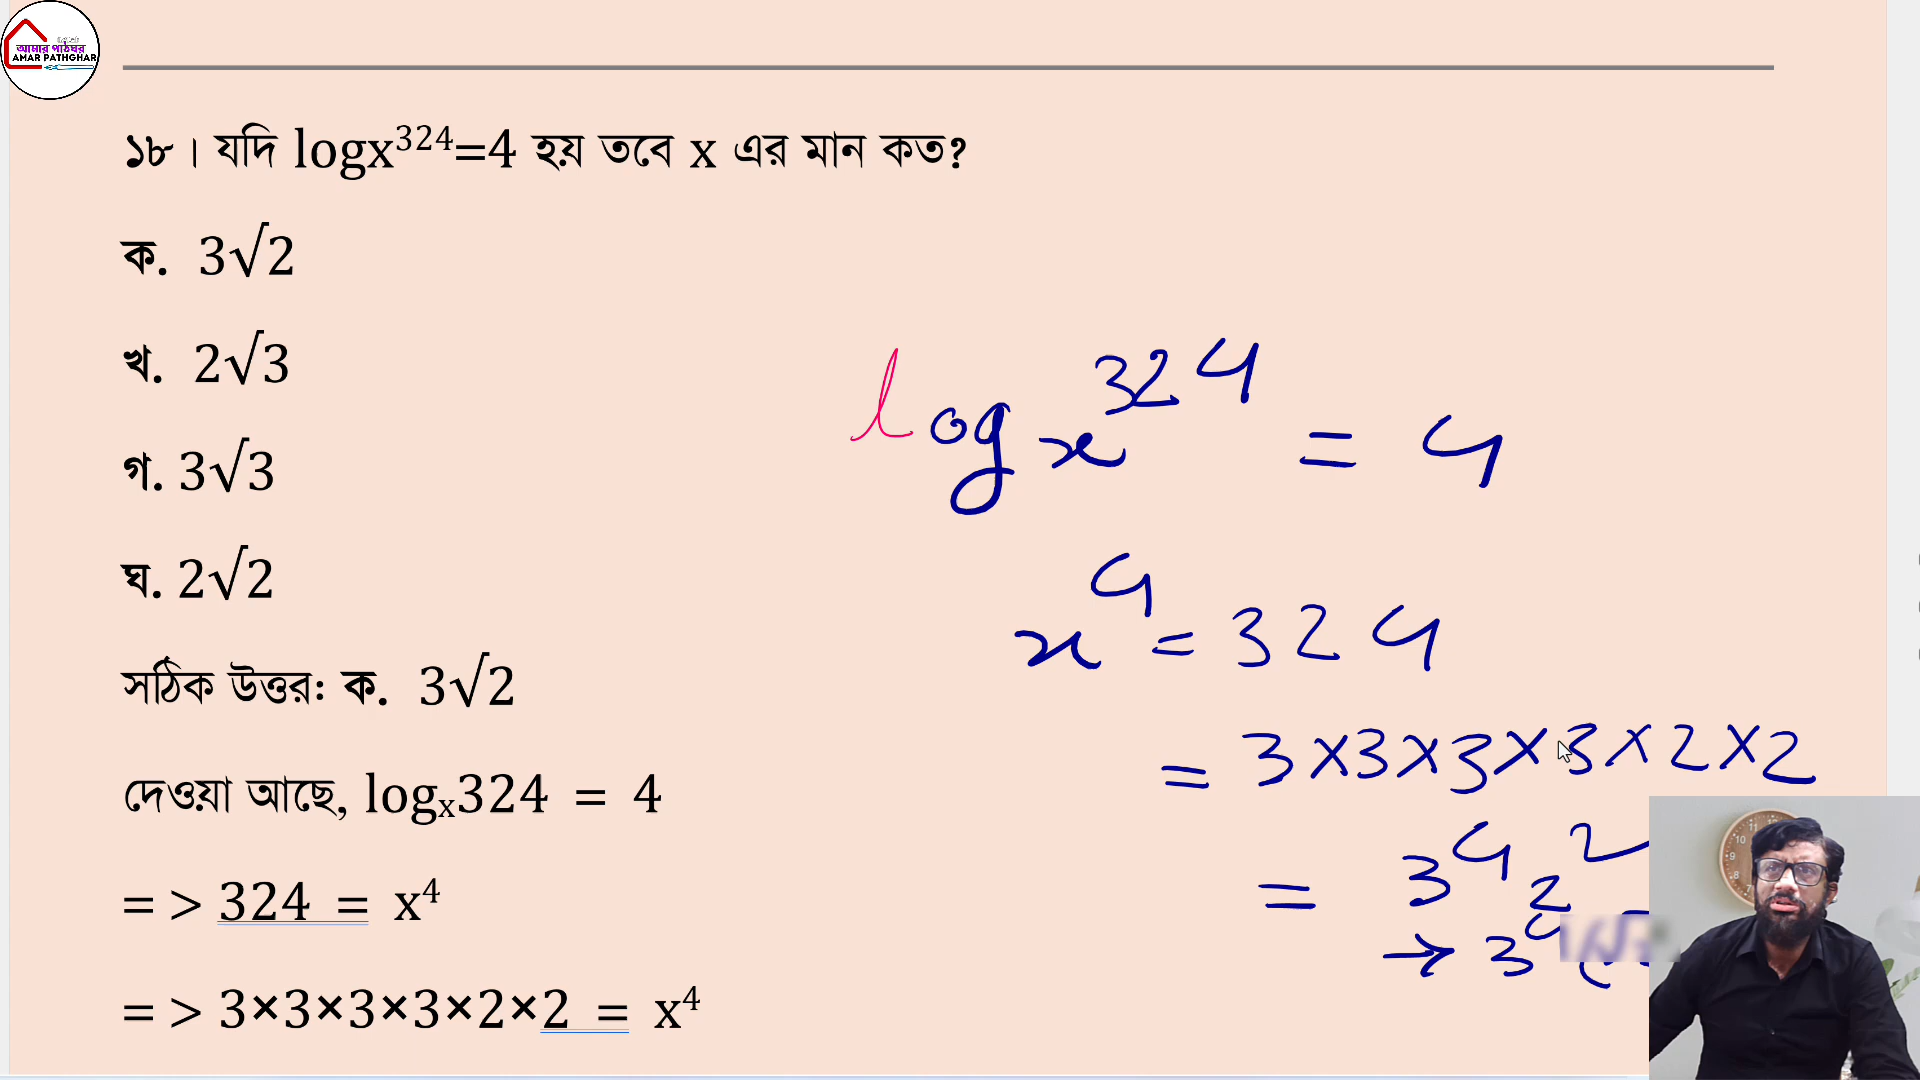 আমার পাঠঘর
AMAR PATHGHAR
১৮। যদি logx³²⁴=4 হয় তবে x এর মান কত?
ক. 3√2
খ. 2√3
গ. 3√3
ঘ. 2√2
সঠিক উত্তরঃ ক. 3√2
দেওয়া আছে, logₓ324 = 4
= > 324 = x⁴
= > 3×3×3×3×2×2 = x⁴
log x³²⁴ = 4
x⁴ = 324
= 3×3×3×3×2×2
= 3⁴ 2²
→ 3⁴ (